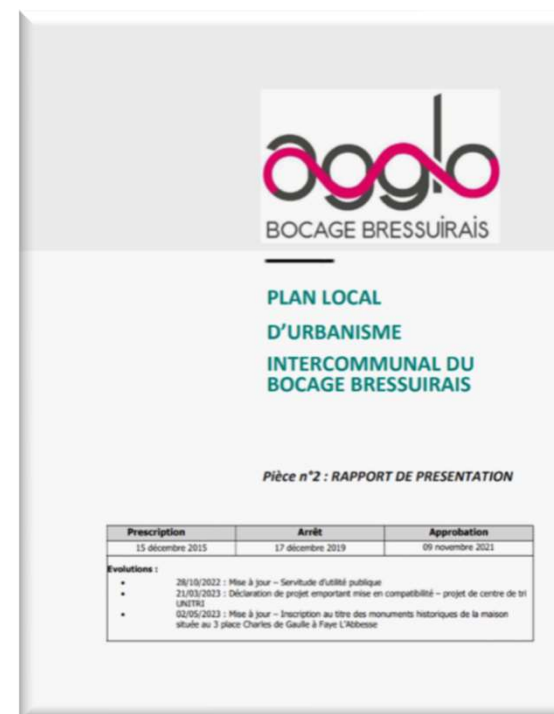 agglo
BOCAGE BRESSUIRAIS
PLAN LOCAL
D'URBANISME
INTERCOMMUNAL DU
BOCAGE BRESSUIRAIS
Pièce n°2 : RAPPORT DE PRESENTATION
Prescription Arrêt Approbation
15 décembre 2015 17 décembre 2019 09 novembre 2021
Evolutions :
• 28/10/2022 : Mise à jour – Servitude d'utilité publique
• 21/03/2023 : Déclaration de projet emportant mise en compatibilité – projet de centre de tri
UNITRI
• 02/05/2023 : Mise à jour – Inscription au titre des monuments historiques de la maison
située au 3 place Charles de Gaulle à Faye L'Abbesse